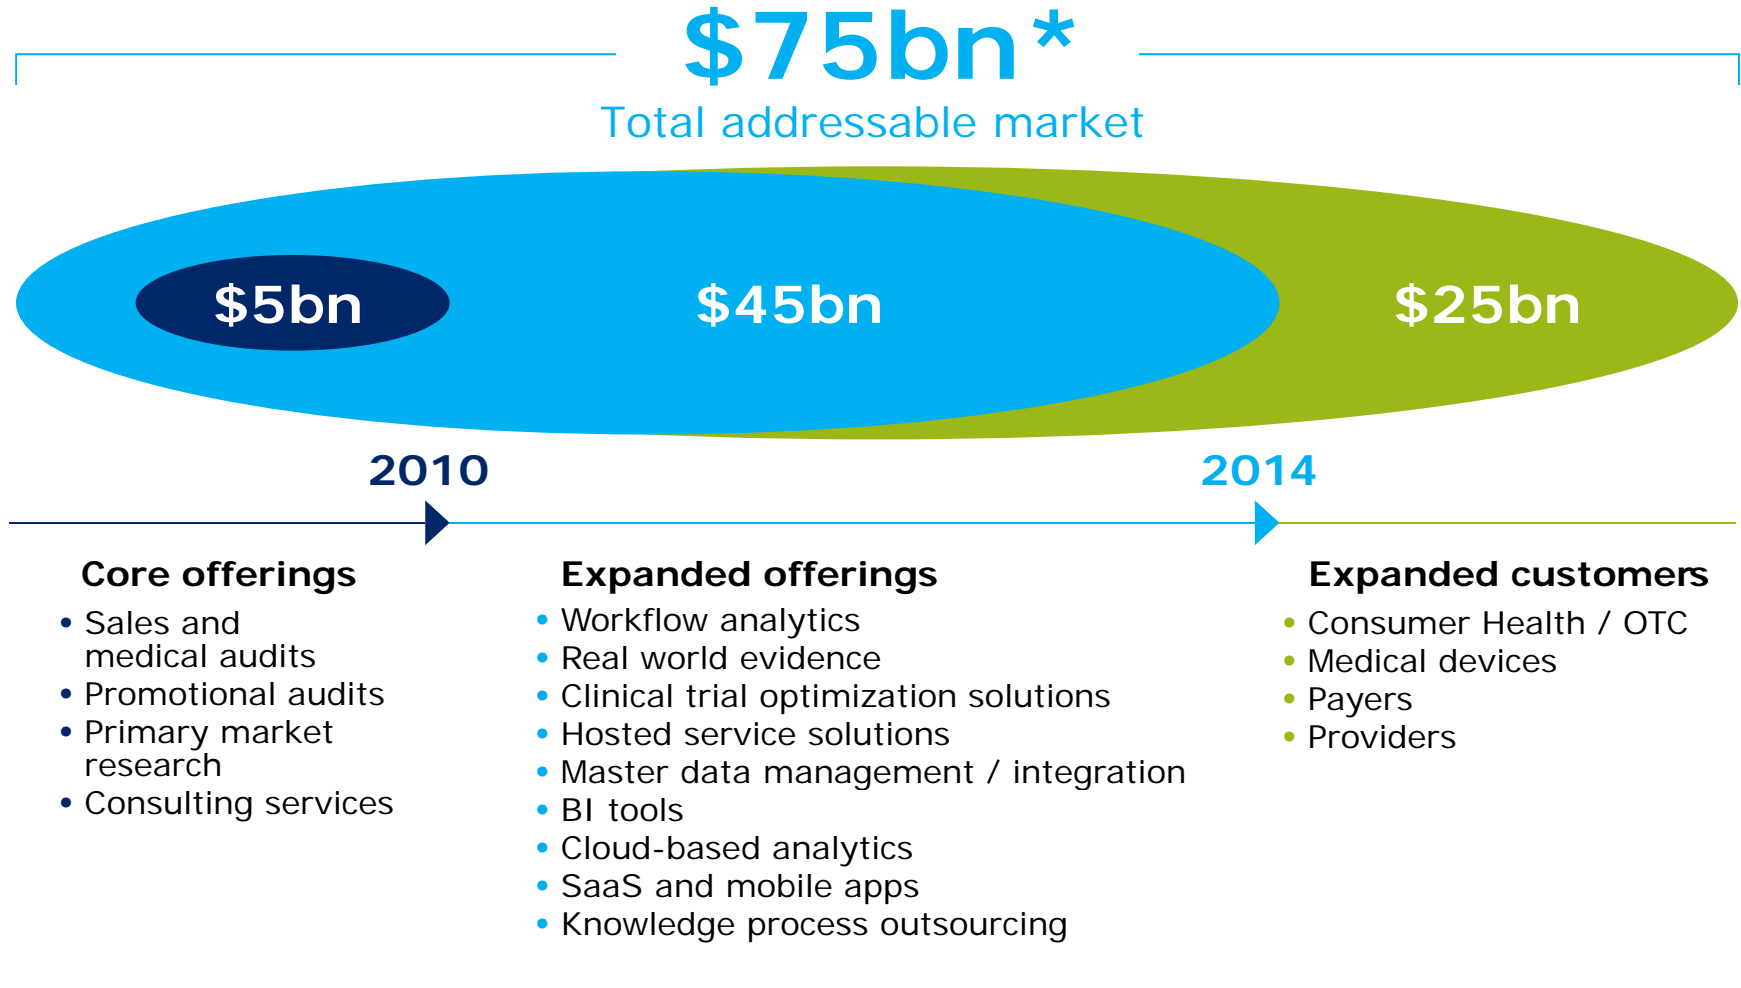 $75bn*
Total addressable market
$5bn
$45bn
$25bn
2010
2014
Core offerings
• Sales and
medical audits
• Promotional audits
• Primary market
research
• Consulting services
Expanded offerings
• Workflow analytics
• Real world evidence
• Clinical trial optimization solutions
• Hosted service solutions
• Master data management / integration
• BI tools
• Cloud-based analytics
• SaaS and mobile apps
• Knowledge process outsourcing
Expanded customers
• Consumer Health / OTC
• Medical devices
• Payers
• Providers